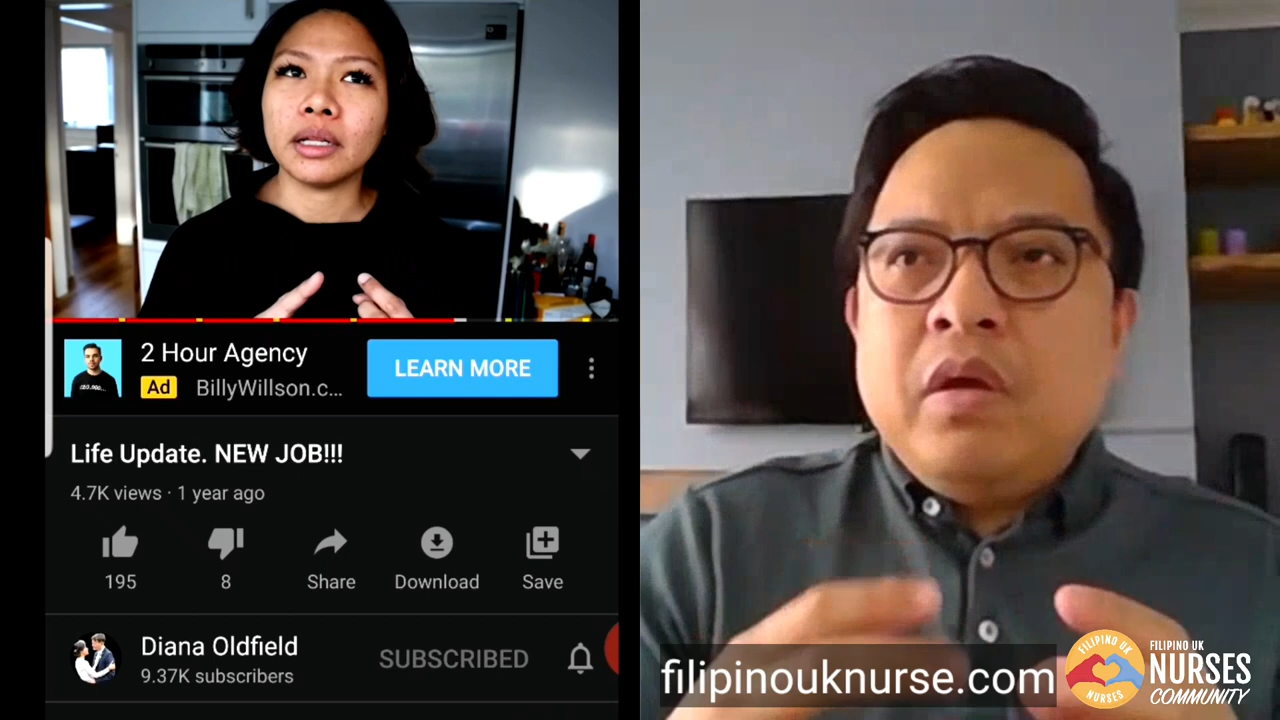 2 Hour Agency
Ad BillyWillson.c...
LEARN MORE
Life Update. NEW JOB!!!
4.7K views · 1 year ago
195
8
Share
Download
Save
Diana Oldfield
9.37K subscribers
SUBSCRIBED
filipinouknurse.com
FILIPINO UK
NURSES
FILIPINO UK
NURSES
COMMUNITY